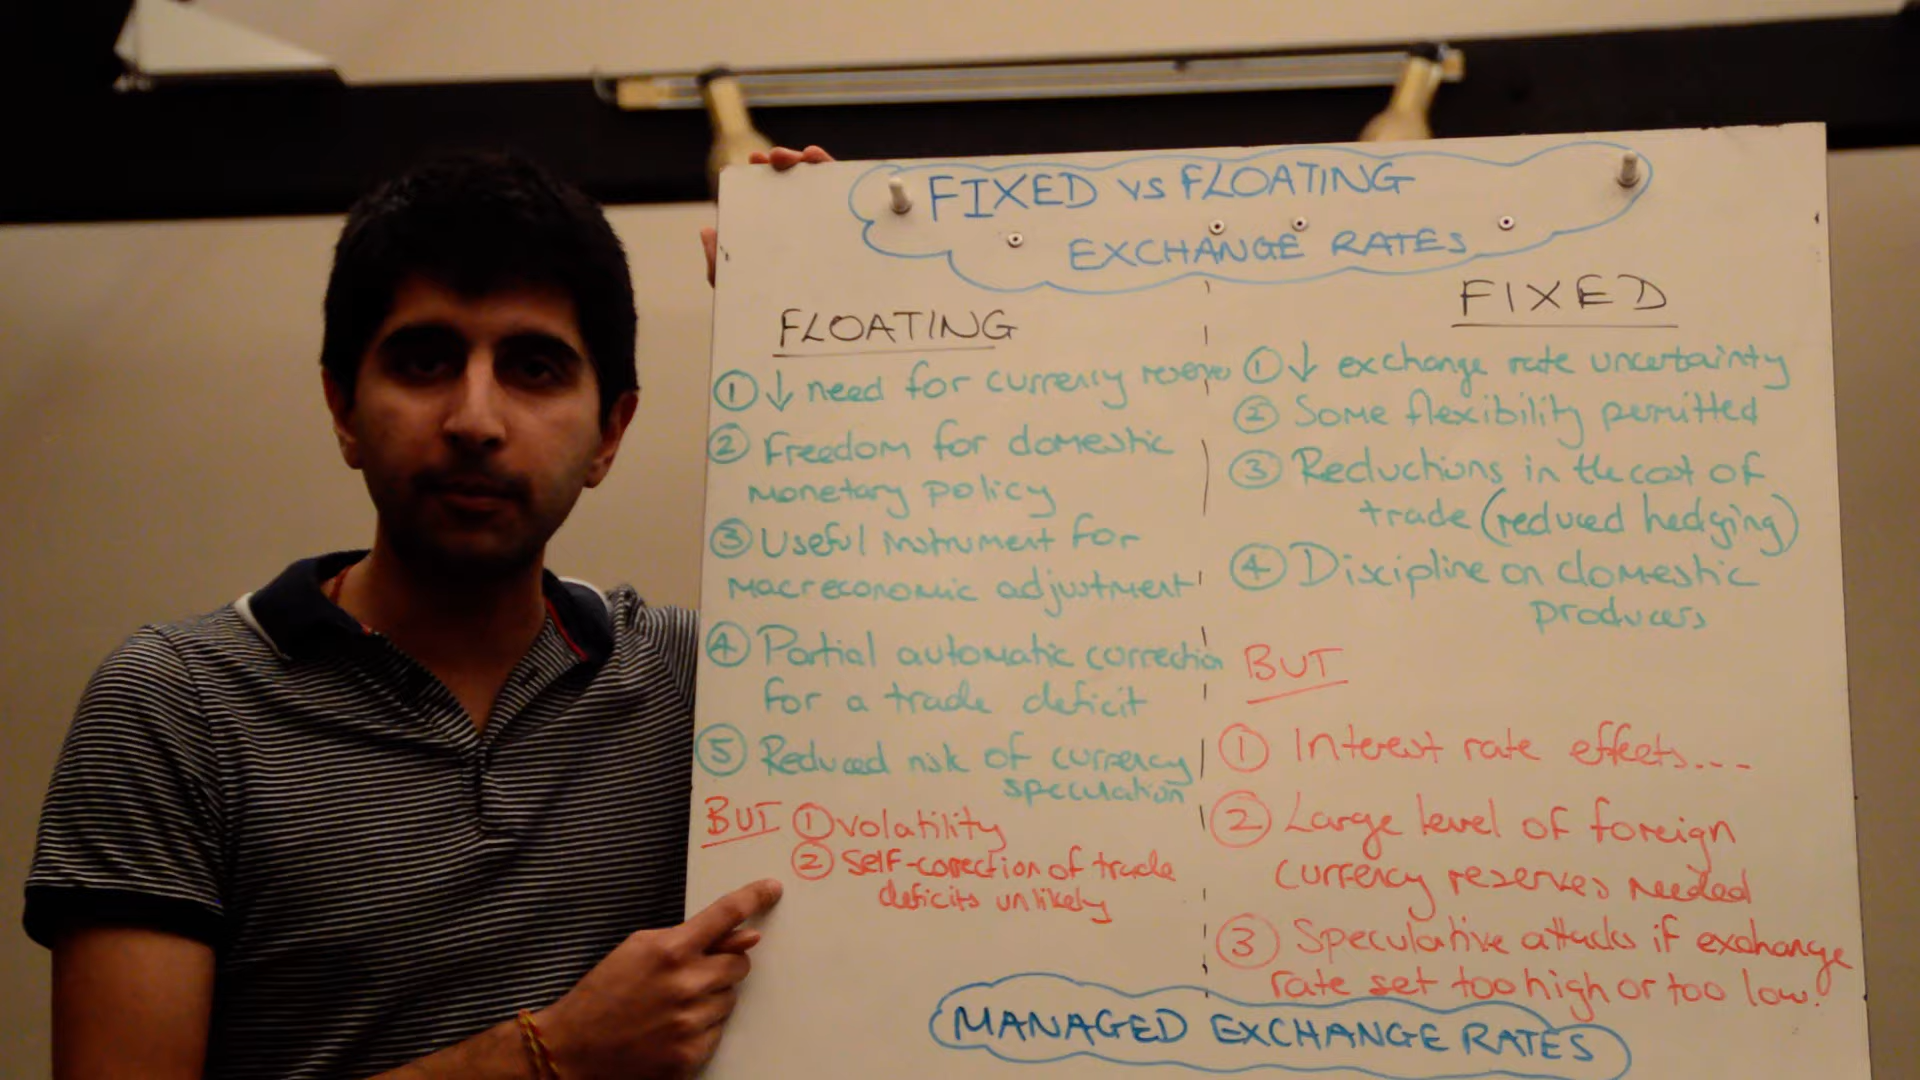 FIXED vs FLOATING
EXCHANGE RATES
FLOATING
① ↓ need for currency reserve
② Freedom for domestic
monetary policy
③ Useful instrument for
macreconomic adjustment
④ Partial automatic correction
for a trade deficit
⑤ Reduced risk of currency
speculation
BUT ① volatility
② Self-correction of trade
deficits unlikely
FIXED
① ↓ exchange rate uncertainty
② Some flexibility permitted
③ Reductions in the cost of
trade (reduced hedging)
④ Discipline on domestic
producers
BUT
① Interest rate effects...
② Large level of foreign
currency reserves needed
③ Speculative attacks if exchange
rate set too high or too low.
MANAGED EXCHANGE RATES